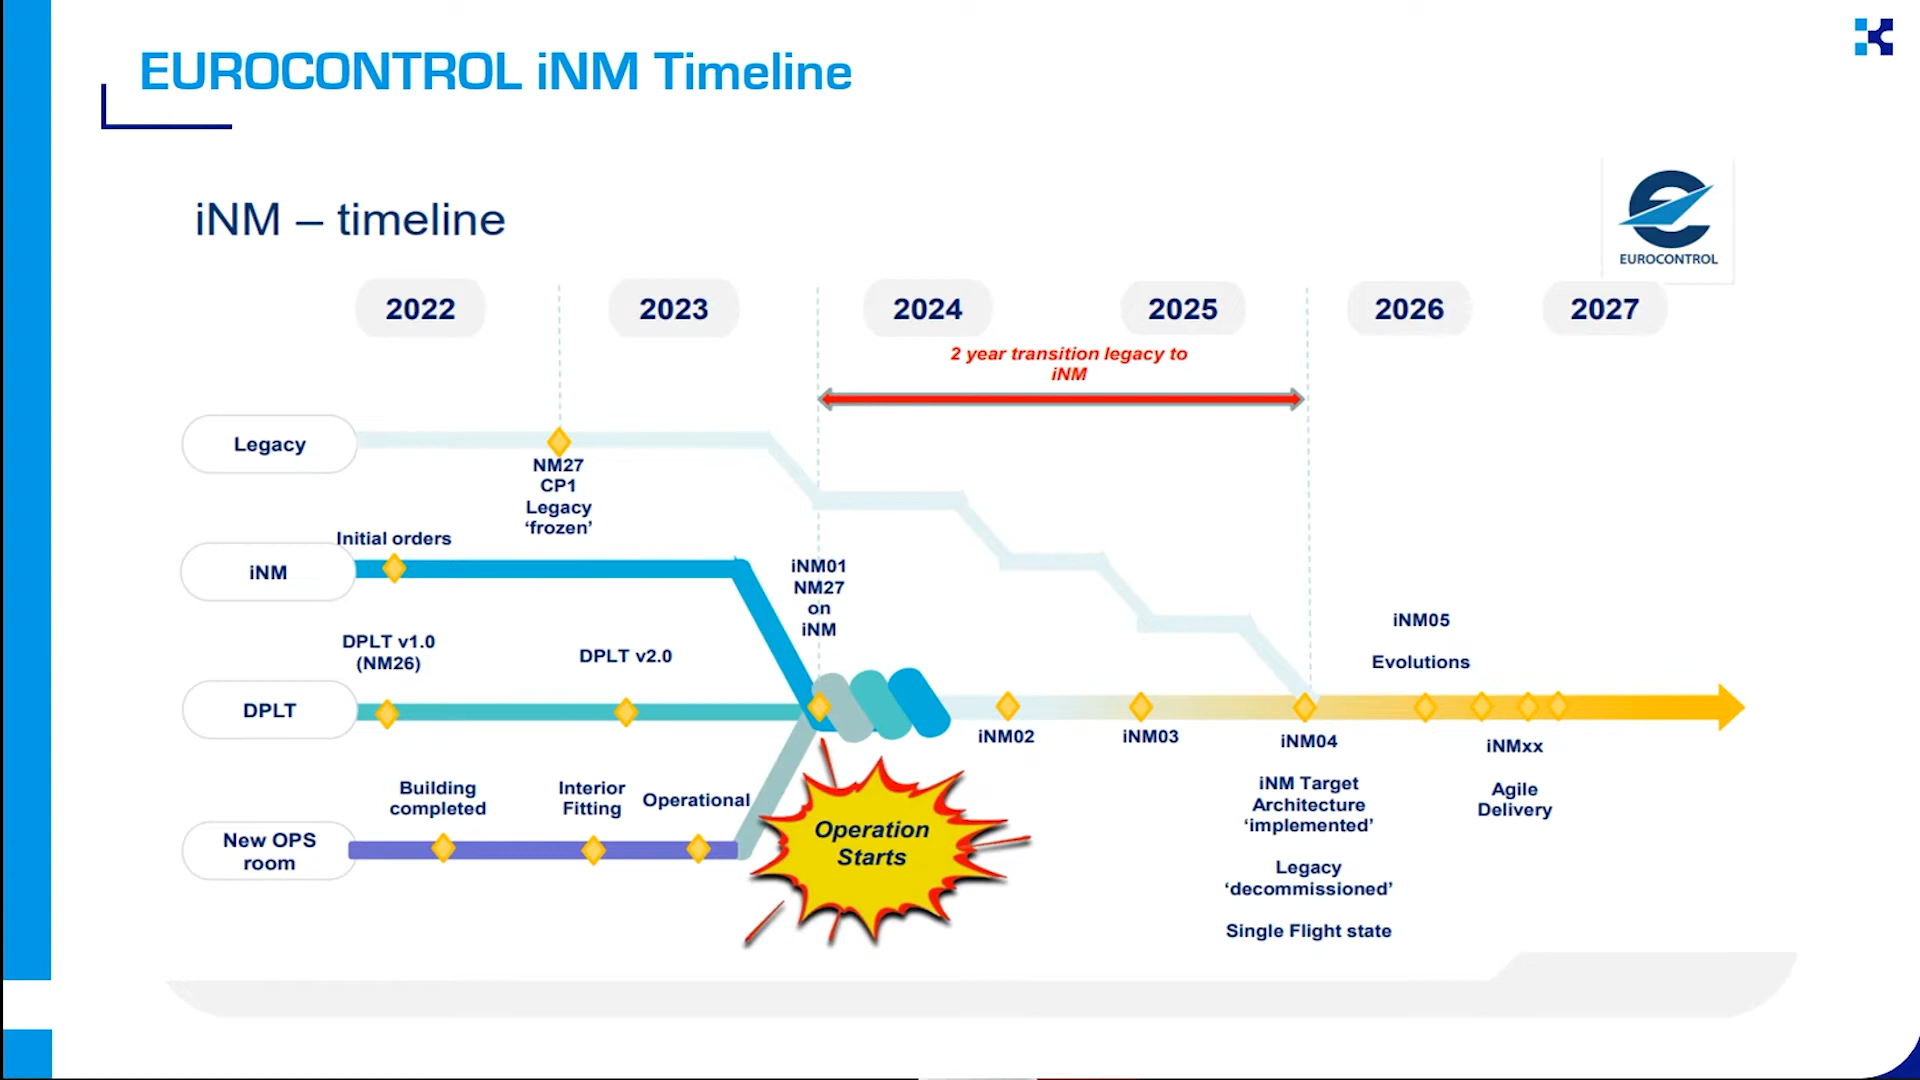 EUROCONTROL iNM Timeline
iNM – timeline
EUROCONTROL
2022
2023
2024
2025
2026
2027
2 year transition legacy to
iNM
Legacy
NM27
CP1
Legacy
‘frozen’
Initial orders
iNM
iNM01
NM27
on
iNM
DPLT v1.0
(NM26)
DPLT v2.0
DPLT
iNM05
Evolutions
iNM02
iNM03
iNM04
iNM Target
Architecture
‘implemented’
Legacy
‘decommissioned’
Single Flight state
iNMxx
Agile
Delivery
Building
completed
Interior
Fitting
Operational
New OPS
room
Operation
Starts